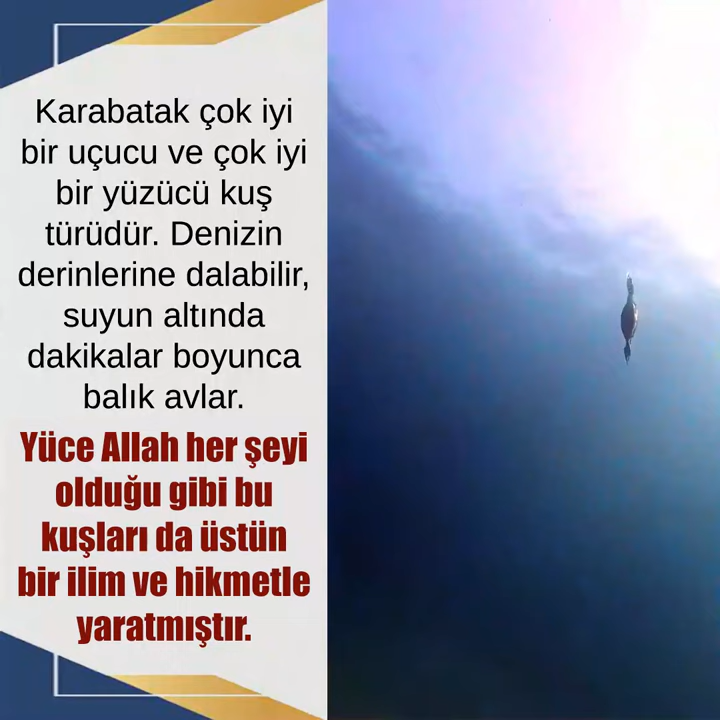 Karabatak çok iyi
bir uçucu ve çok iyi
bir yüzücü kuş
türüdür. Denizin
derinlerine dalabilir,
suyun altında
dakikalar boyunca
balık avlar.
Yüce Allah her şeyi
olduğu gibi bu
kuşları da üstün
bir ilim ve hikmetle
yaratmıştır.